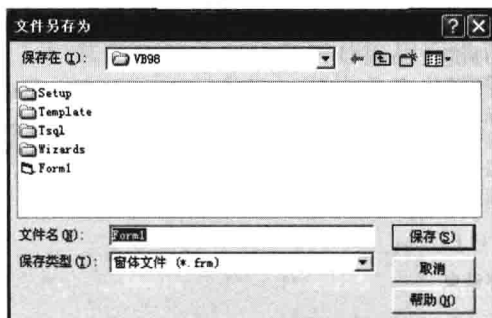 文件另存为
保存在(I): VB98
Setup
Template
Tsql
Wizards
Form1
文件名(N): Form1 保存(S)
保存类型(T): 窗体文件 (*.frm) 取消
帮助(H)